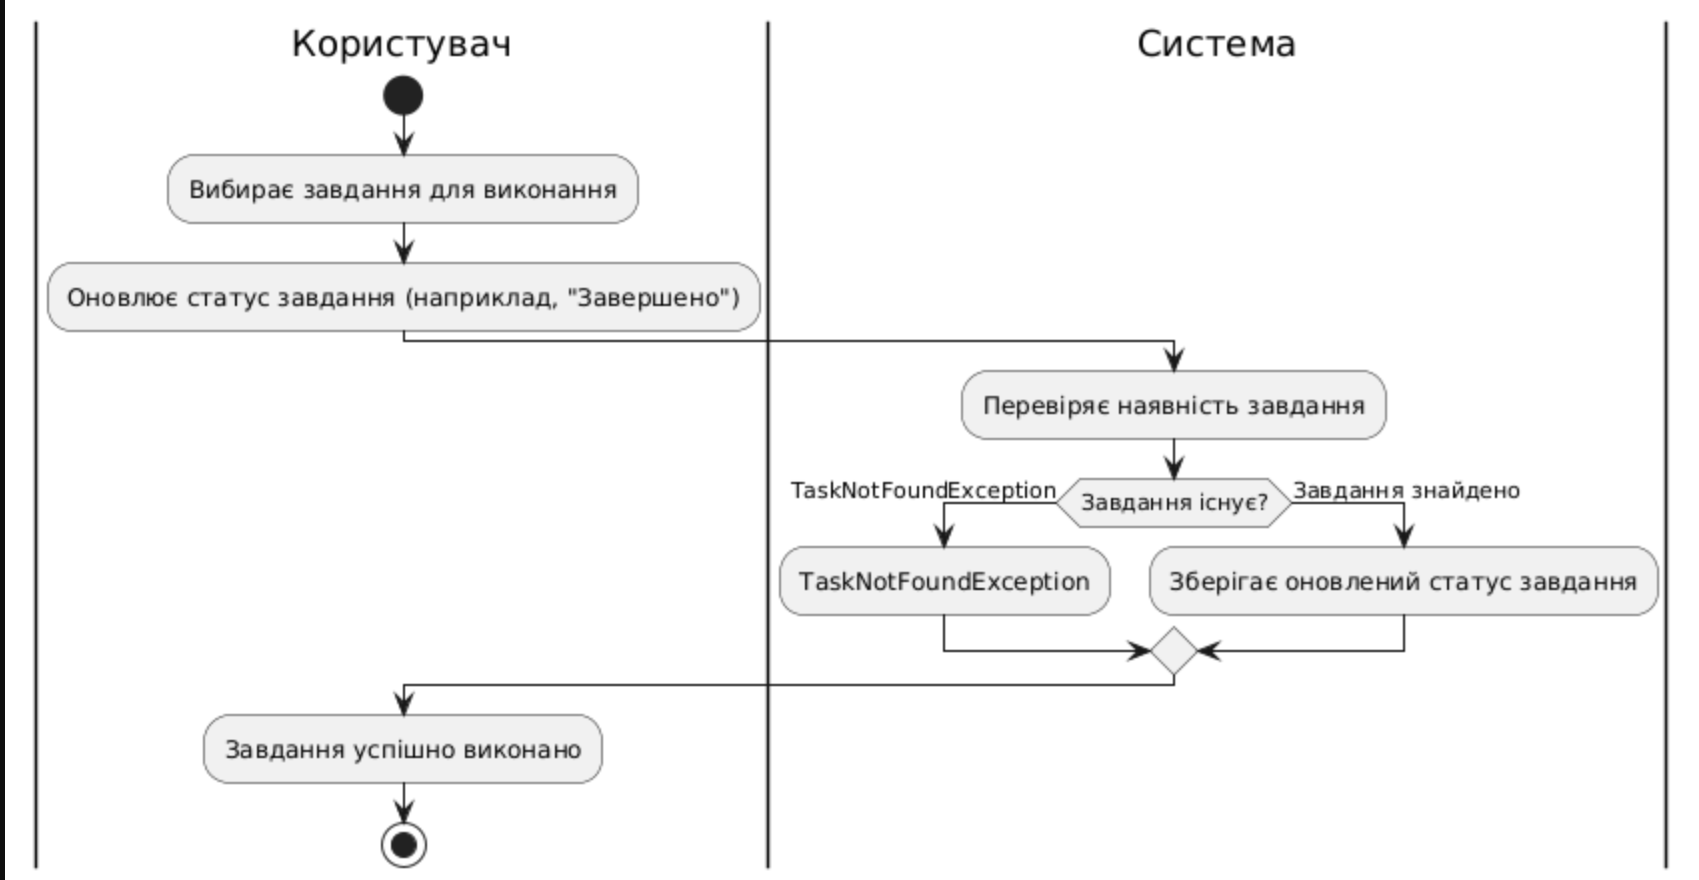 Користувач
Система
Вибирає завдання для виконання
Оновлює статус завдання (наприклад, "Завершено")
Перевіряє наявність завдання
TaskNotFoundException
Завдання існує?
Завдання знайдено
TaskNotFoundException
Зберігає оновлений статус завдання
Завдання успішно виконано